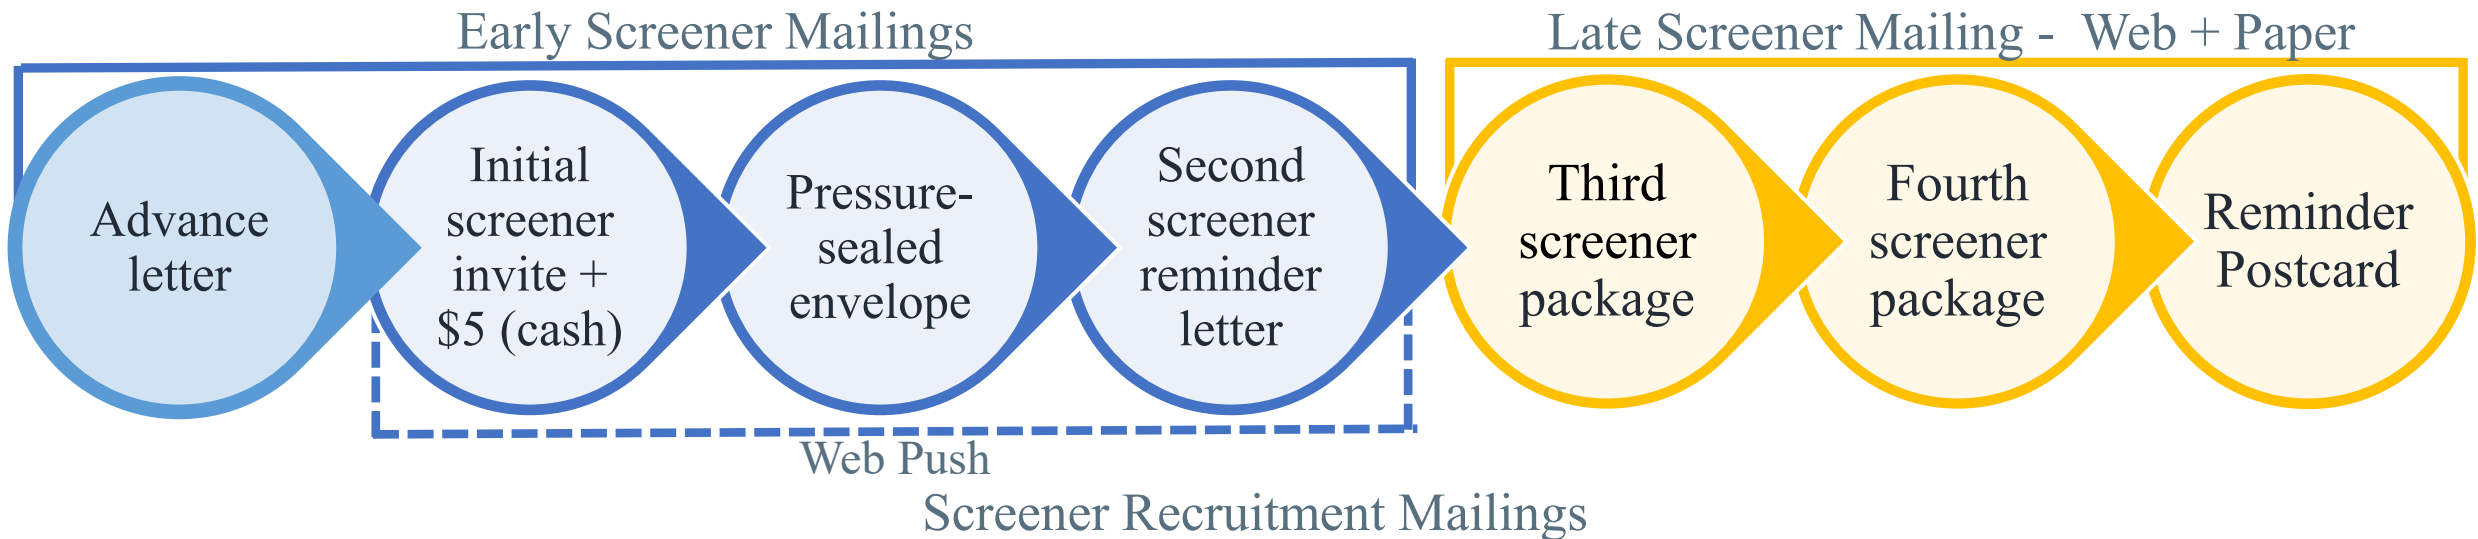 Early Screener Mailings
Late Screener Mailing -  Web + Paper
Advance
letter
Initial
screener
invite +
$5 (cash)
Pressure-
sealed
envelope
Second
screener
reminder
letter
Third
screener
package
Fourth
screener
package
Reminder
Postcard
Web Push
Screener Recruitment Mailings